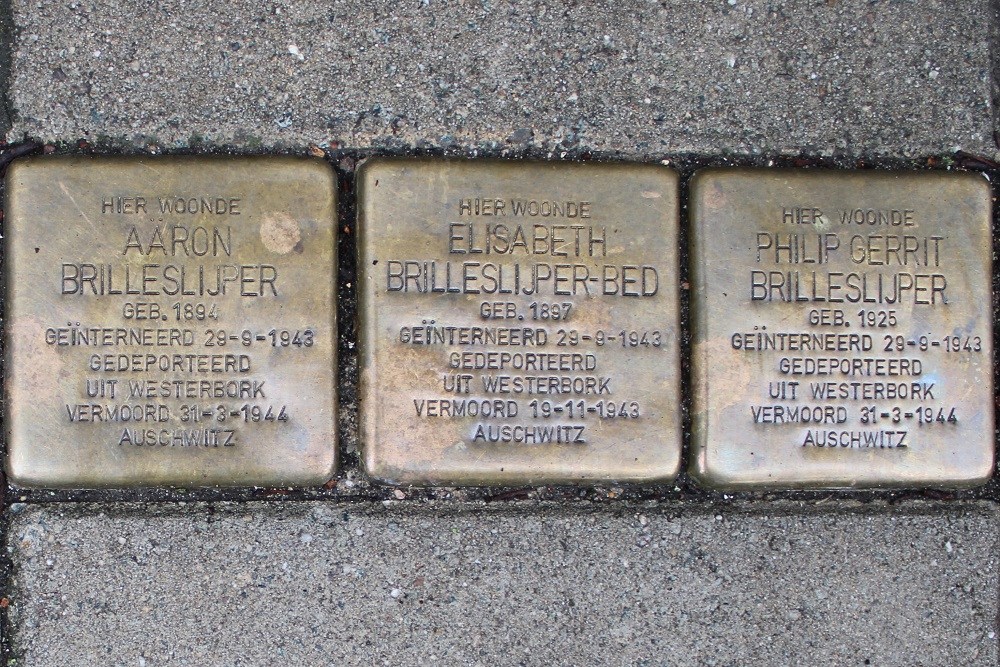 HIER WOONDE
AÄRON
BRILLESLIJPER
GEB. 1894
GEÏNTERNEERD 29-9-1943
GEDEPORTEERD
UIT WESTERBORK
VERMOORD 31-3-1944
AUSCHWITZ
HIER WOONDE
ELISABETH
BRILLESLIJPER-BED
GEB. 1897
GEÏNTERNEERD 29-9-1943
GEDEPORTEERD
UIT WESTERBORK
VERMOORD 19-11-1943
AUSCHWITZ
HIER WOONDE
PHILIP GERRIT
BRILLESLIJPER
GEB. 1925
GEÏNTERNEERD 29-9-1943
GEDEPORTEERD
UIT WESTERBORK
VERMOORD 31-3-1944
AUSCHWITZ